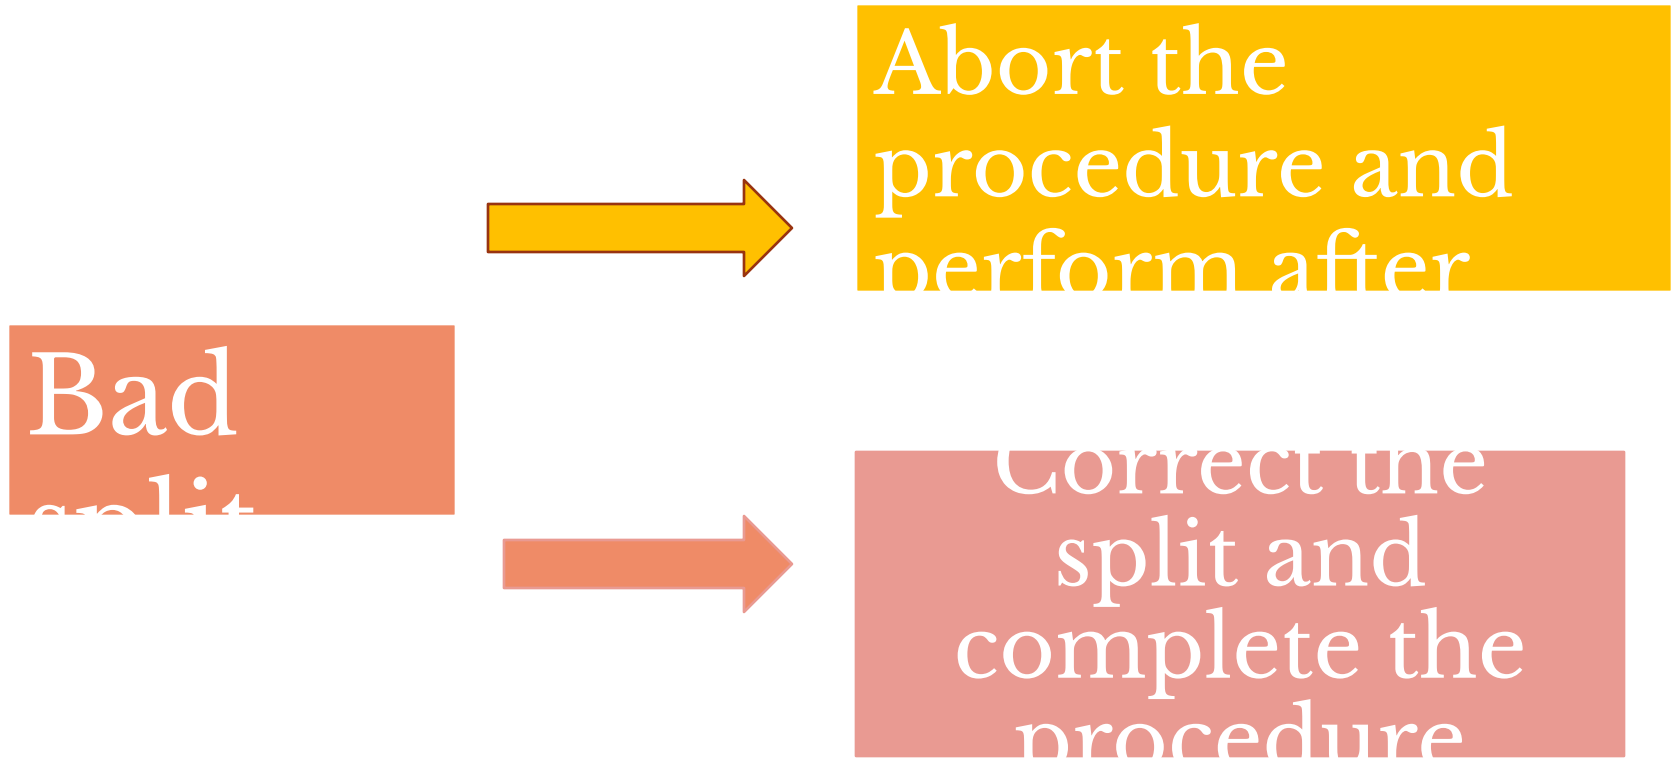 Bad
split
Abort the
procedure and
perform after
Correct the
split and
complete the
procedure